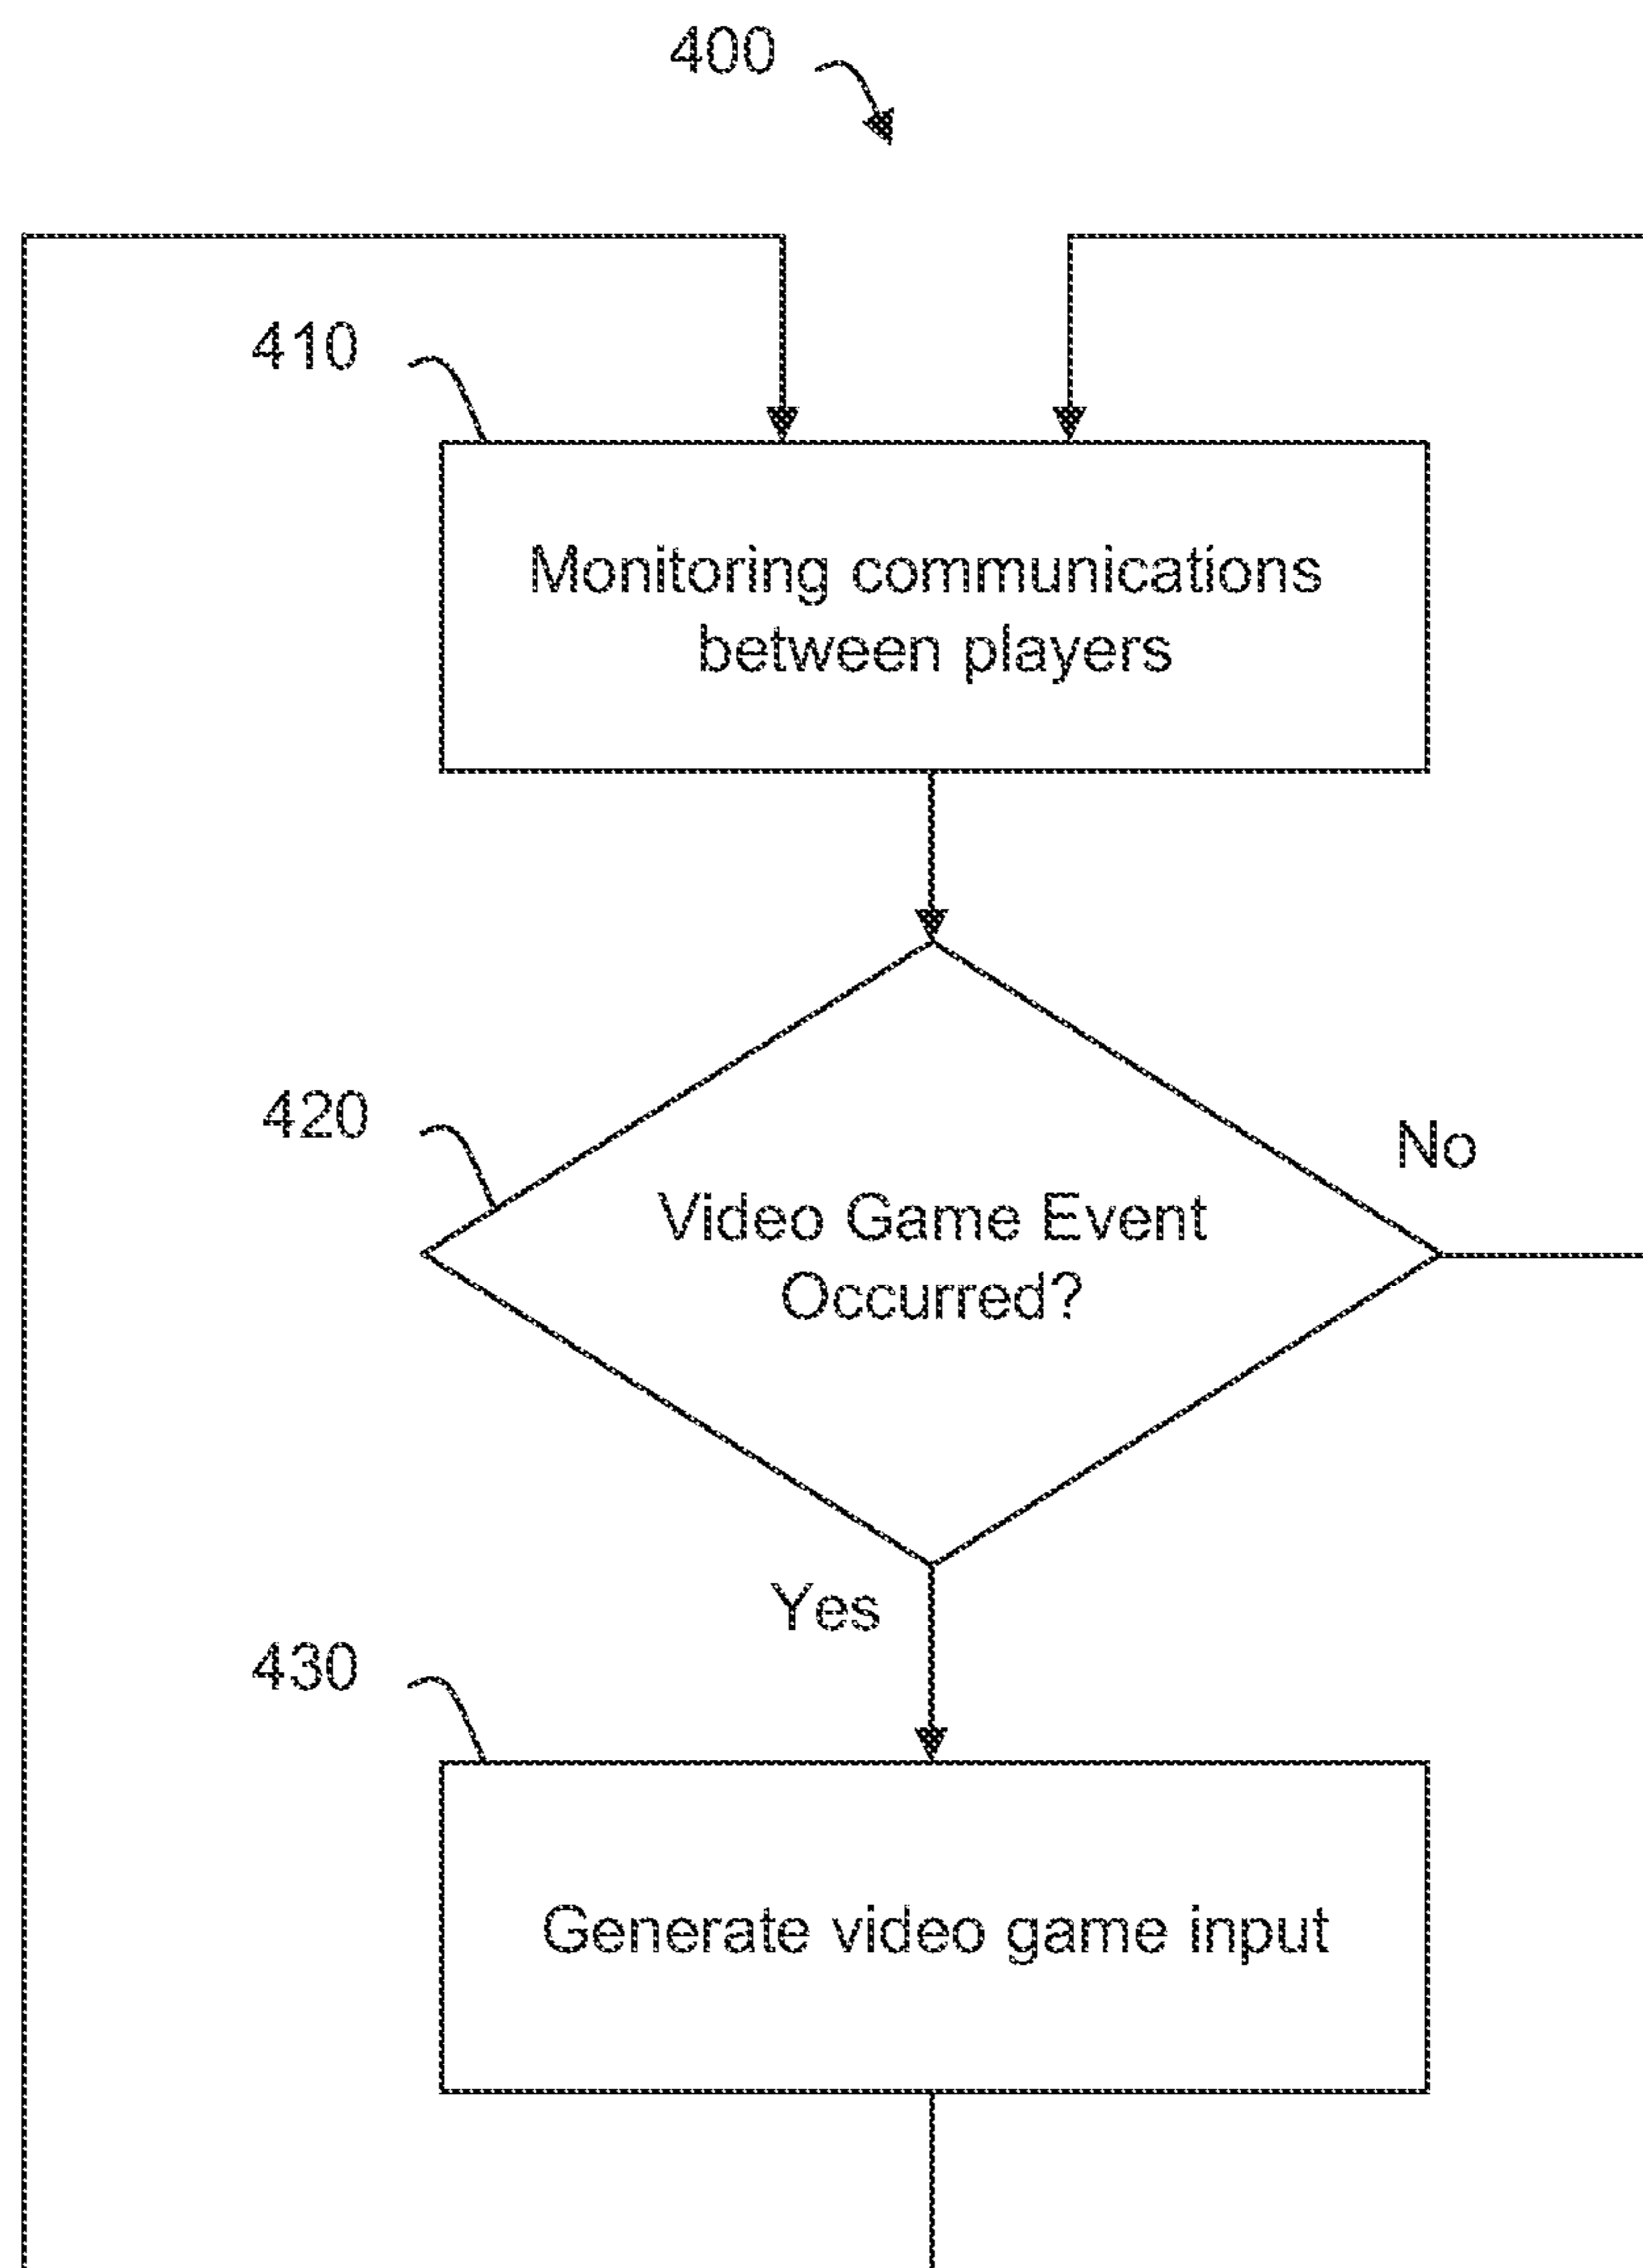 400
410
Monitoring communications
between players
420
No
Video Game Event
Occurred?
Yes
430
Generate video game input